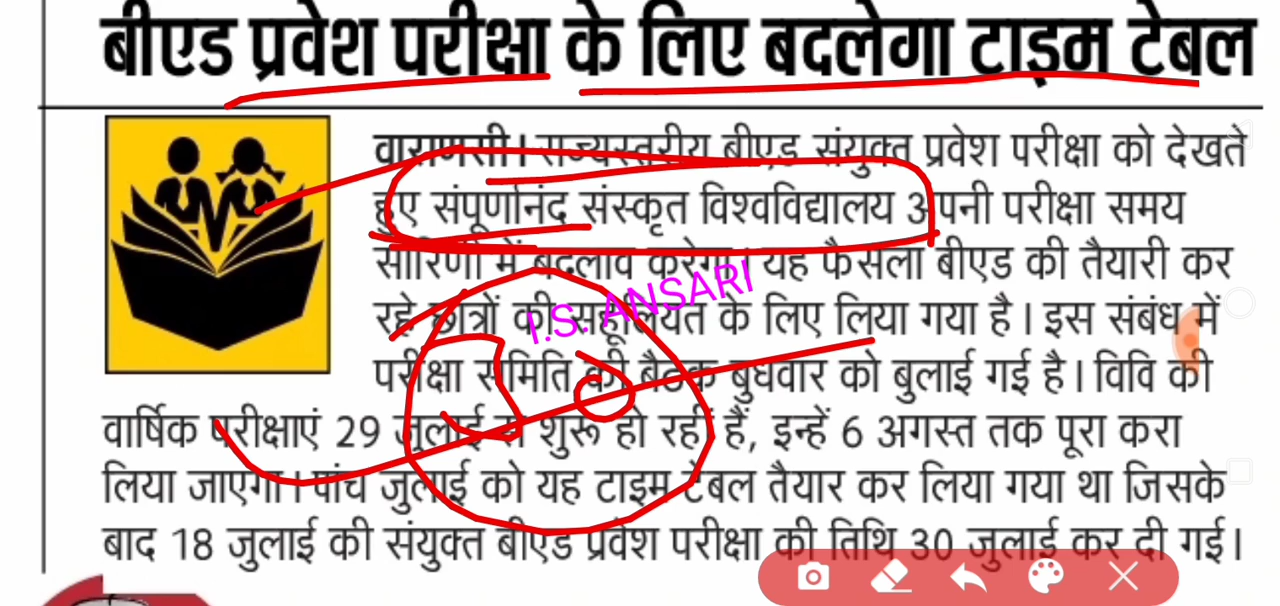 बीएड प्रवेश परीक्षा के लिए बदलेगा टाइम टेबल
वाराणसी। राज्यस्तरीय बीएड संयुक्त प्रवेश परीक्षा को देखते
हुए संपूर्णानंद संस्कृत विश्वविद्यालय अपनी परीक्षा समय
सारिणी में बदलाव करेगा। यह फैसला बीएड की तैयारी कर
रहे छात्रों की सहूलियत के लिए लिया गया है। इस संबंध में
I.S. ANSARI
परीक्षा समिति की बैठक बुधवार को बुलाई गई है। विवि की
वार्षिक परीक्षाएं 29 जुलाई से शुरू हो रहीं हैं, इन्हें 6 अगस्त तक पूरा करा
लिया जाएगा। पांच जुलाई को यह टाइम टेबल तैयार कर लिया गया था जिसके
बाद 18 जुलाई की संयुक्त बीएड प्रवेश परीक्षा की तिथि 30 जुलाई कर दी गई।